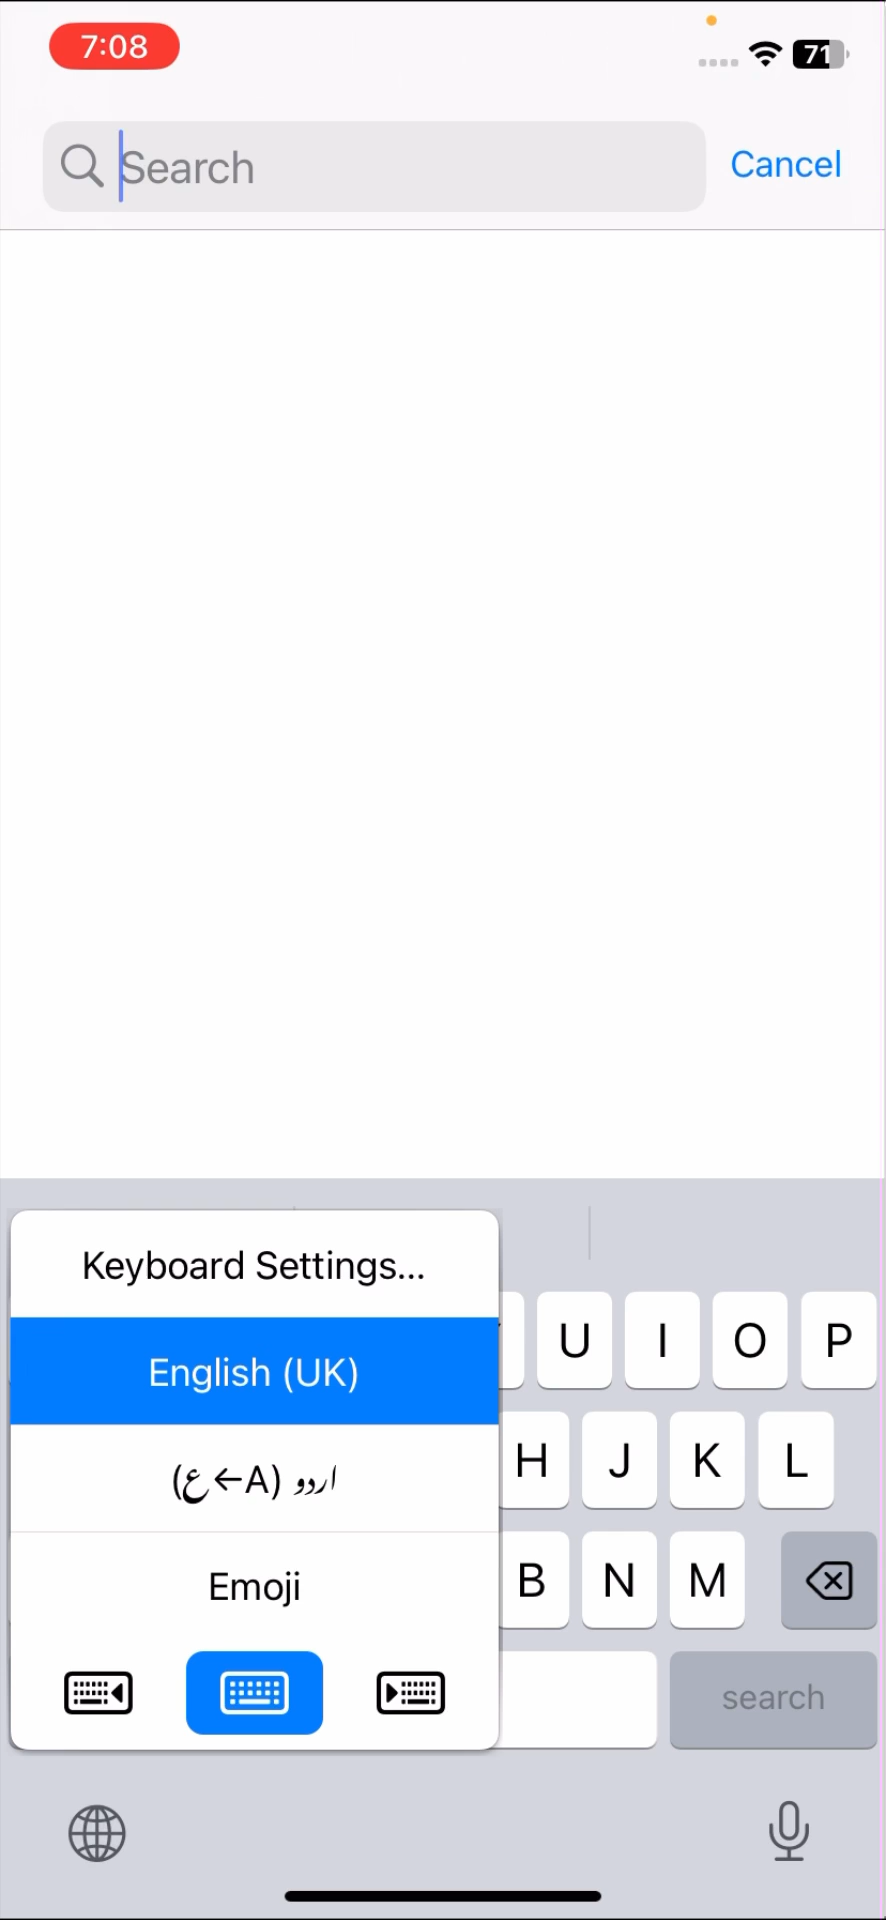 7:08
71
Search
Cancel
Keyboard Settings...
English (UK)
اردو (A→ع)
Emoji
U I O P
H J K L
B N M
search